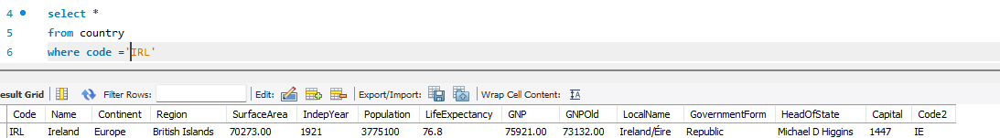 4 select *
5 from country
6 where code ='IRL'
esult Grid Filter Rows: Edit: Export/Import: Wrap Cell Content: IA
Code Name Continent Region SurfaceArea IndepYear Population LifeExpectancy GNP GNPOld LocalName GovernmentForm HeadOfState Capital Code2
IRL Ireland Europe British Islands 70273.00 1921 3775100 76.8 75921.00 73132.00 Ireland/Éire Republic Michael D Higgins 1447 IE